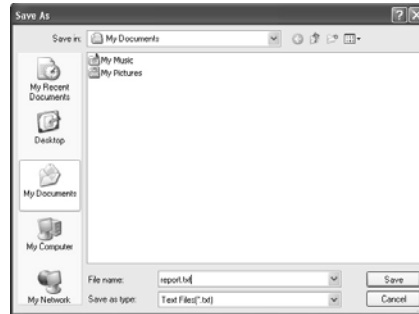 Save As
Save in: My Documents
My Music
My Pictures
My Recent
Documents
Desktop
My Documents
My Computer
My Network
File name: report.txt
Save
Save as type: Text Files(*.txt)
Cancel